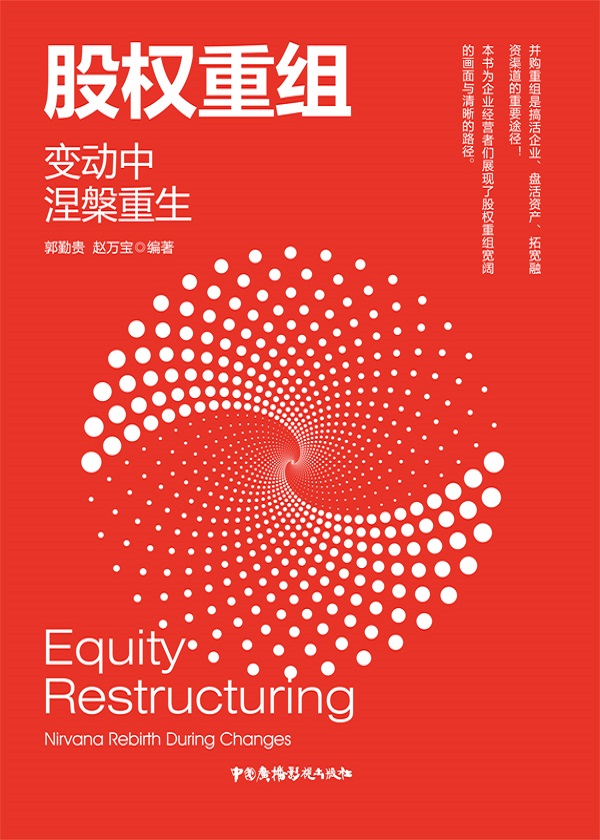 股权重组
变动中
涅槃重生
郭勤贵 赵万宝◎编著
并购重组是搞活企业、盘活资产、拓宽融
资渠道的重要途径！
本书为企业经营者们展现了股权重组宽阔
的画面与清晰的路径。
Equity
Restructuring
Nirvana Rebirth During Changes
中国廣播影视出版社